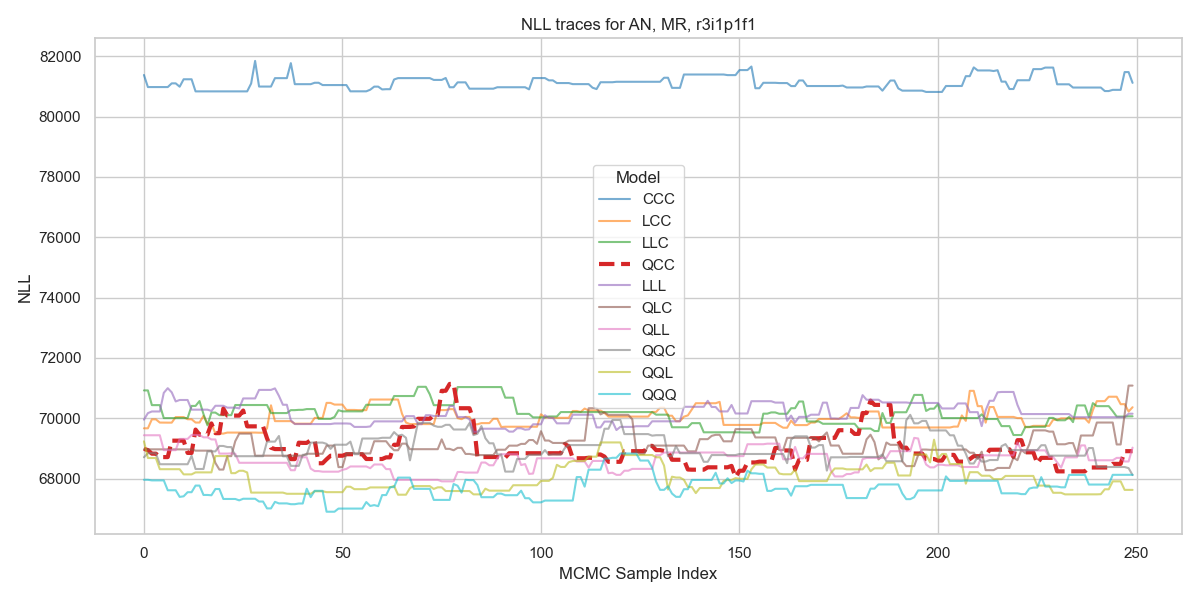 NLL traces for AN, MR, r3i1p1f1
82000
80000
78000
76000
74000
72000
70000
68000
NLL
Model
CCC
LCC
LLC
QCC
LLL
QLC
QLL
QQC
QQL
QQQ
0
50
100
150
200
250
MCMC Sample Index